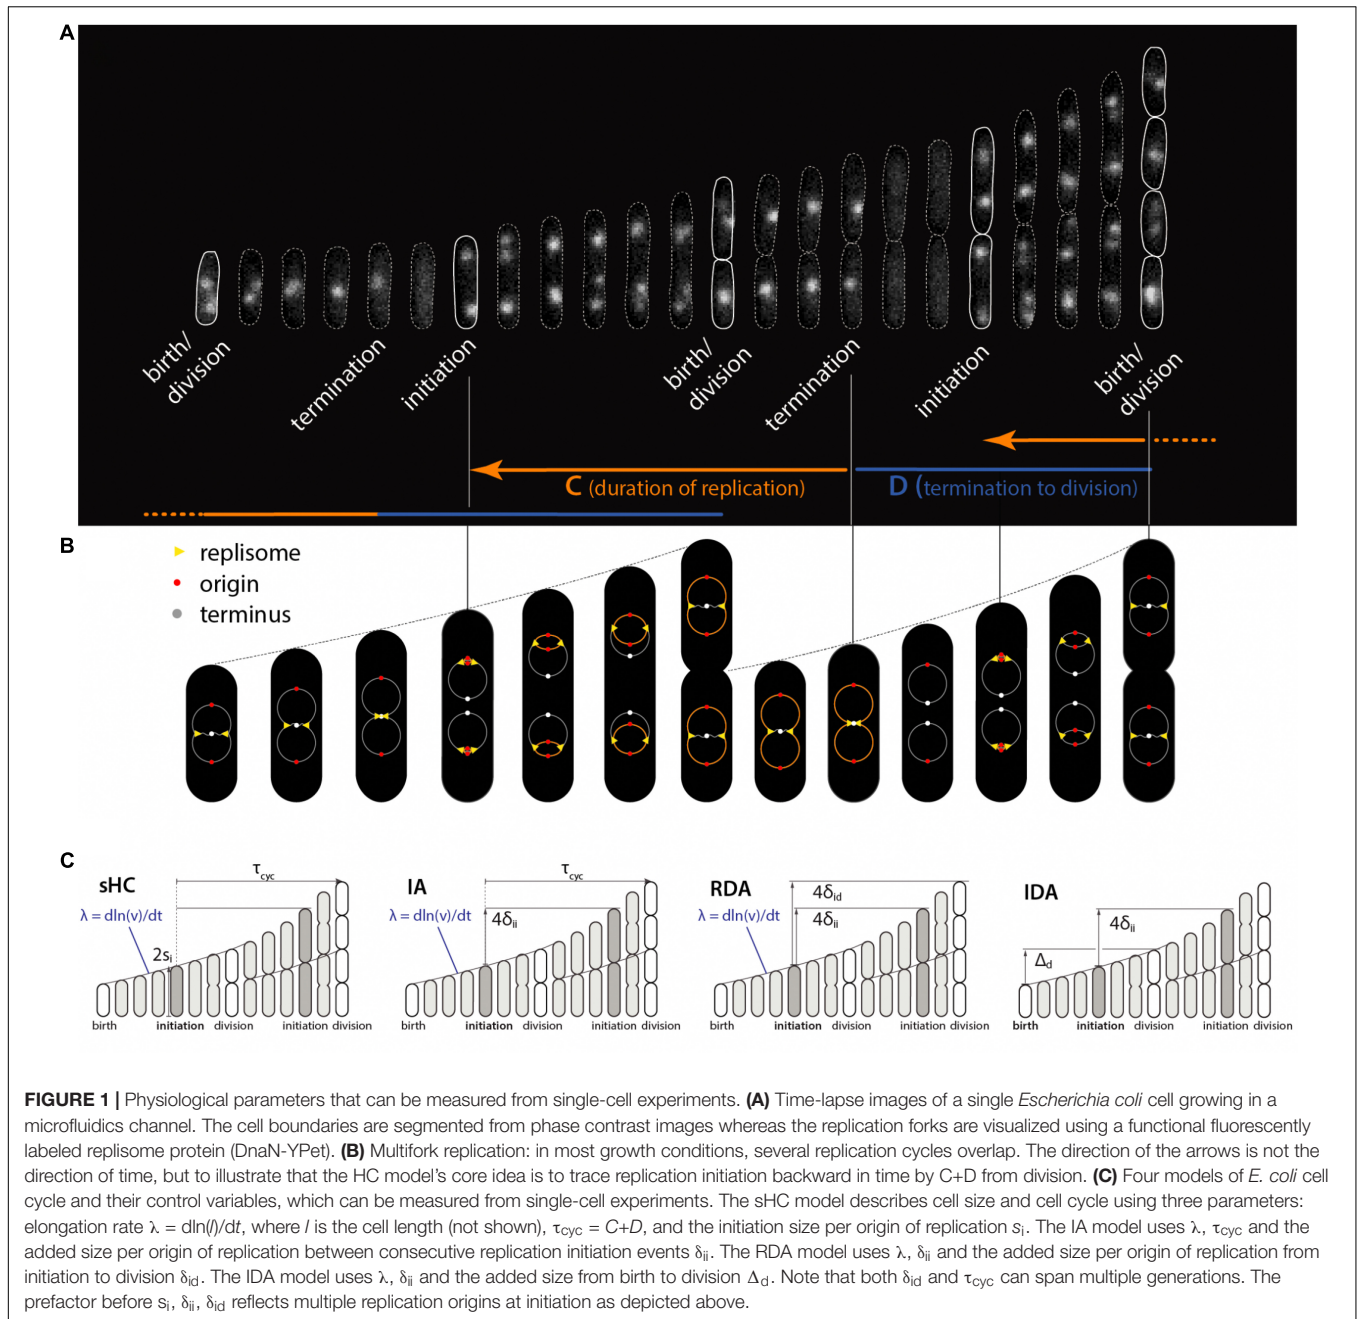 A
birth/
division
termination
initiation
birth/
division
termination
initiation
birth/
division
C (duration of replication)
D (termination to division)
B
replisome
origin
terminus
C
sHC
τcyc
λ = dln(v)/dt
2si
birth initiation division initiation division
IA
τcyc
λ = dln(v)/dt
4δii
birth initiation division initiation division
RDA
4δid
4δii
λ = dln(v)/dt
birth initiation division initiation division
IDA
4δii
Δd
birth initiation division initiation division
FIGURE 1 | Physiological parameters that can be measured from single-cell experiments. (A) Time-lapse images of a single Escherichia coli cell growing in a
microfluidics channel. The cell boundaries are segmented from phase contrast images whereas the replication forks are visualized using a functional fluorescently
labeled replisome protein (DnaN-YPet). (B) Multifork replication: in most growth conditions, several replication cycles overlap. The direction of the arrows is not the
direction of time, but to illustrate that the HC model's core idea is to trace replication initiation backward in time by C+D from division. (C) Four models of E. coli cell
cycle and their control variables, which can be measured from single-cell experiments. The sHC model describes cell size and cell cycle using three parameters:
elongation rate λ = dln(l)/dt, where l is the cell length (not shown), τcyc = C+D, and the initiation size per origin of replication si. The IA model uses λ, τcyc and the
added size per origin of replication between consecutive replication initiation events δii. The RDA model uses λ, δii and the added size per origin of replication from
initiation to division δid. The IDA model uses λ, δii and the added size from birth to division Δd. Note that both δid and τcyc can span multiple generations. The
prefactor before si, δii, δid reflects multiple replication origins at initiation as depicted above.